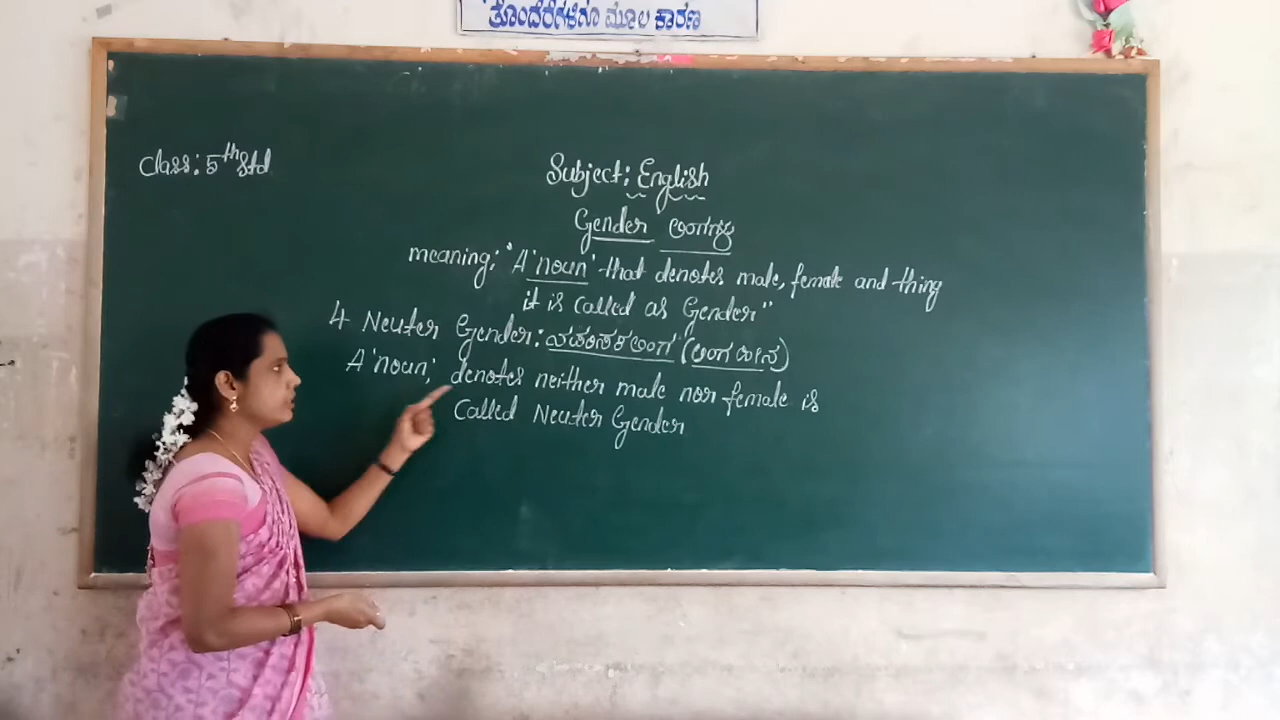 ತೊಂದರೆಗಳಿಗೂ ಮೂಲ ಕಾರಣ
Class: 5th Std
Subject: English
Gender ಲಿಂಗಗಳು
meaning: "A 'noun' that denotes male, female and thing
it is called as Gender"
4 Neuter Gender: ನಪುಂಸಕಲಿಂಗ (ಲಿಂಗ ಹೀನ)
A 'noun', denotes neither male nor female is
Called Neuter Gender